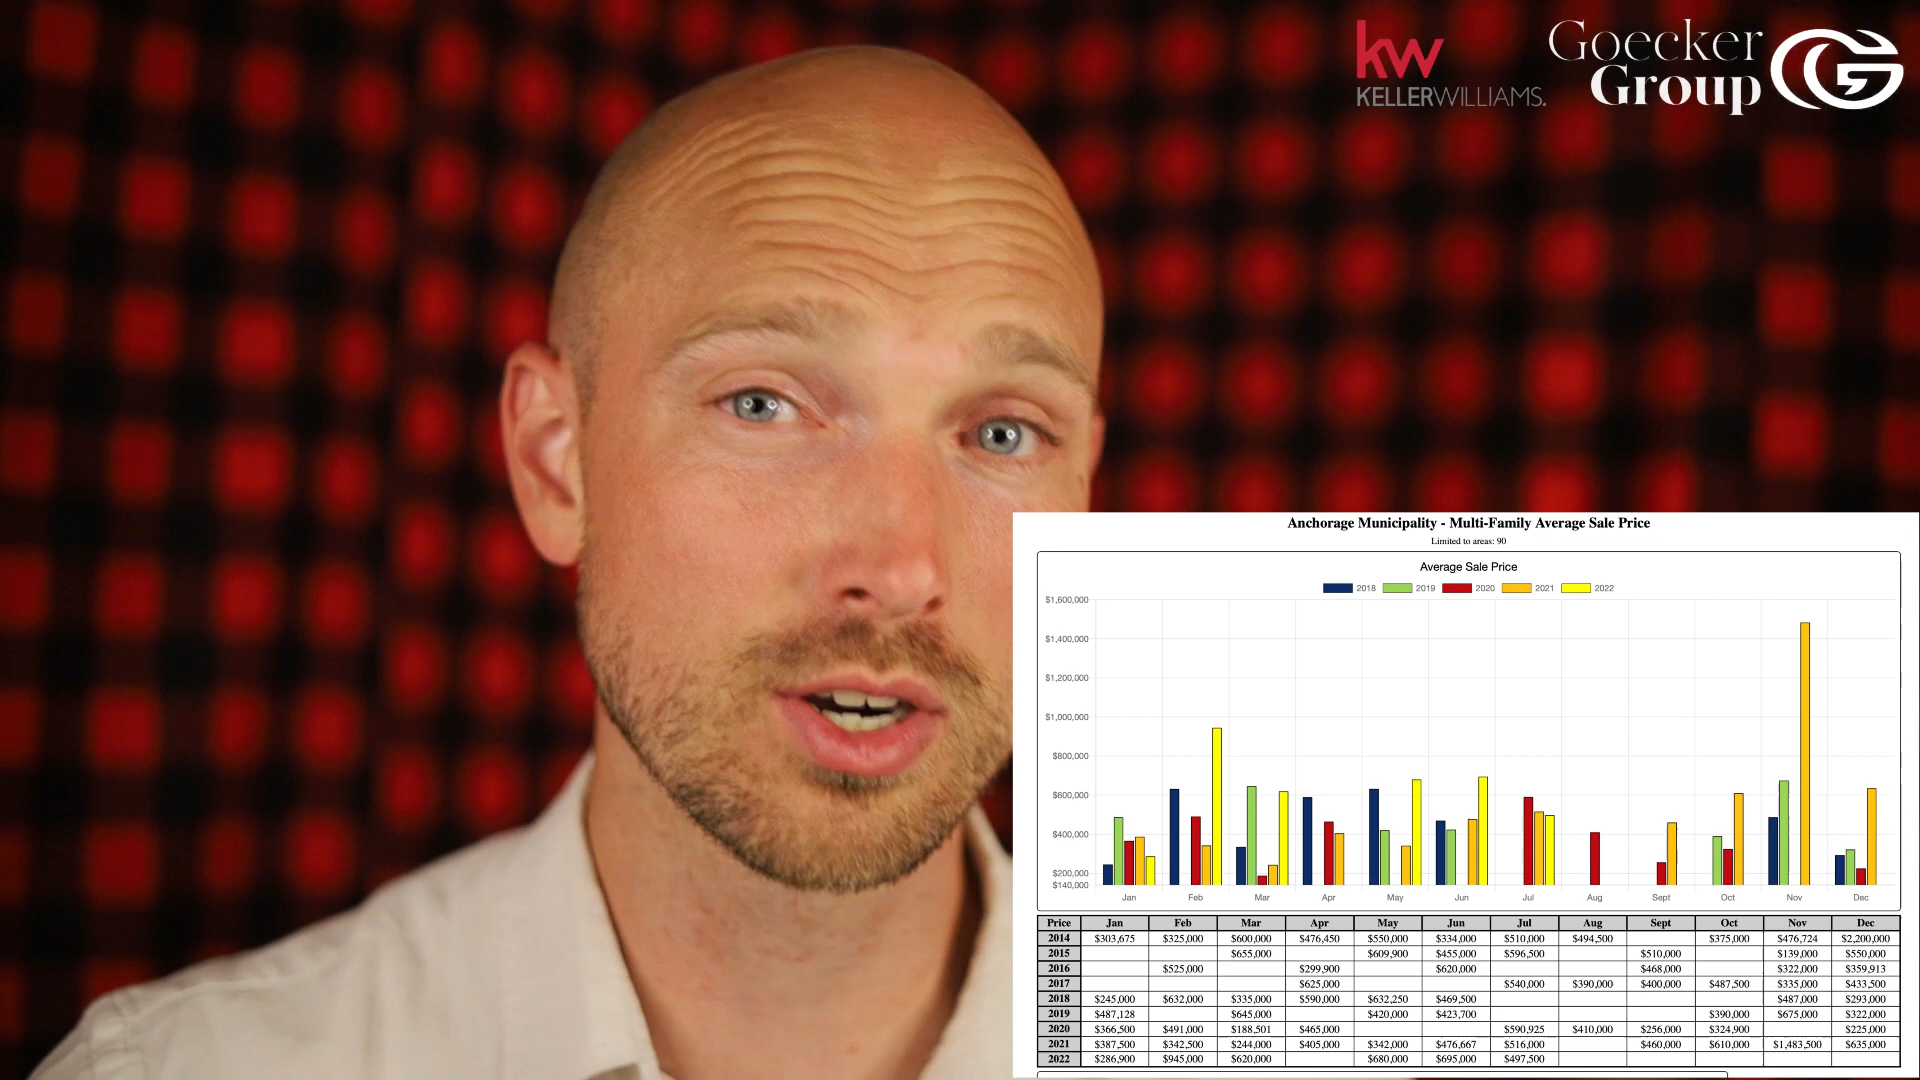 kw
KELLERWILLIAMS.
Goecker
Group
Anchorage Municipality - Multi-Family Average Sale Price
Limited to areas: 90
Average Sale Price
2018 2019 2020 2021 2022
$1,600,000
$1,400,000
$1,200,000
$1,000,000
$800,000
$600,000
$400,000
$200,000
$140,000
Jan Feb Mar Apr May Jun Jul Aug Sept Oct Nov Dec
Price Jan Feb Mar Apr May Jun Jul Aug Sept Oct Nov Dec
2014 $303,675 $325,000 $600,000 $476,450 $550,000 $334,000 $510,000 $494,500 $375,000 $476,724 $2,200,000
2015 $655,000 $609,900 $455,000 $596,500 $510,000 $139,000 $550,000
2016 $525,000 $299,900 $620,000 $468,000 $322,000 $359,913
2017 $625,000 $540,000 $390,000 $400,000 $487,500 $335,000 $433,500
2018 $245,000 $632,000 $335,000 $590,000 $632,250 $469,500 $487,000 $293,000
2019 $487,128 $645,000 $420,000 $423,700 $390,000 $675,000 $322,000
2020 $366,500 $491,000 $188,501 $465,000 $590,925 $410,000 $256,000 $324,900 $225,000
2021 $387,500 $342,500 $244,000 $405,000 $342,000 $476,667 $516,000 $460,000 $610,000 $1,483,500 $635,000
2022 $286,900 $945,000 $620,000 $680,000 $695,000 $497,500